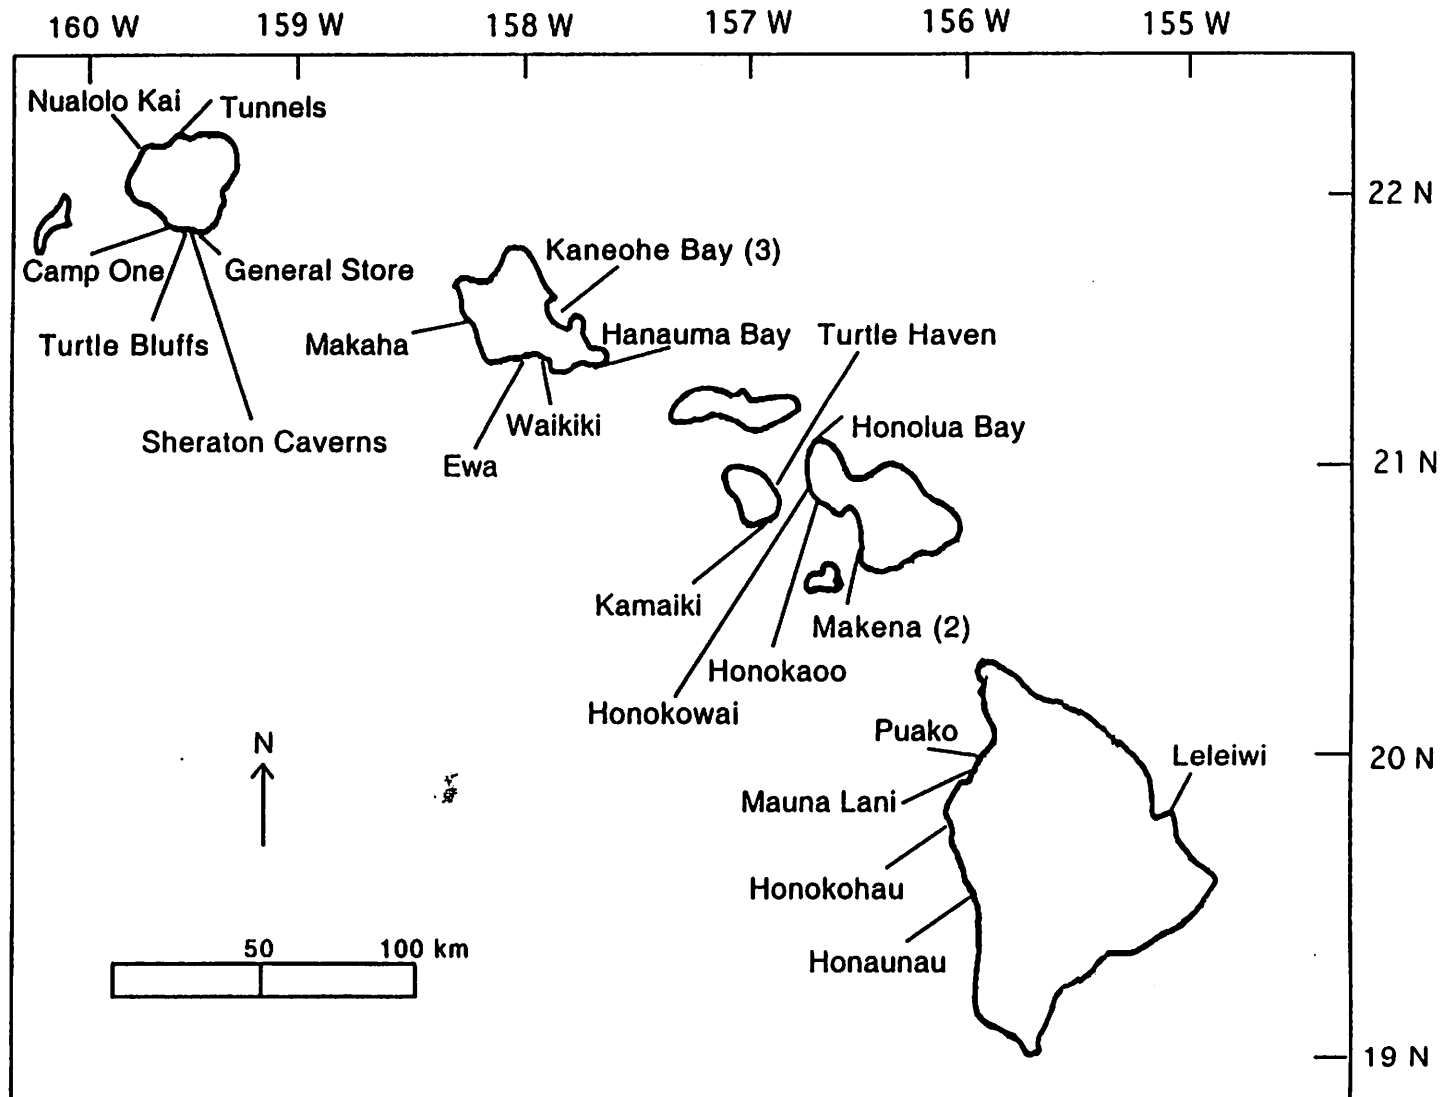 160 W
159 W
158 W
157 W
156 W
155 W
Nualolo Kai
Tunnels
22 N
Camp One
General Store
Kaneohe Bay (3)
Turtle Bluffs
Makaha
Hanauma Bay
Turtle Haven
Sheraton Caverns
Waikiki
Ewa
Honolua Bay
21 N
Kamaiki
Makena (2)
Honokaoo
Honokowai
Puako
N
20 N
Leleiwi
Mauna Lani
Honokohau
50
100 km
Honaunau
19 N